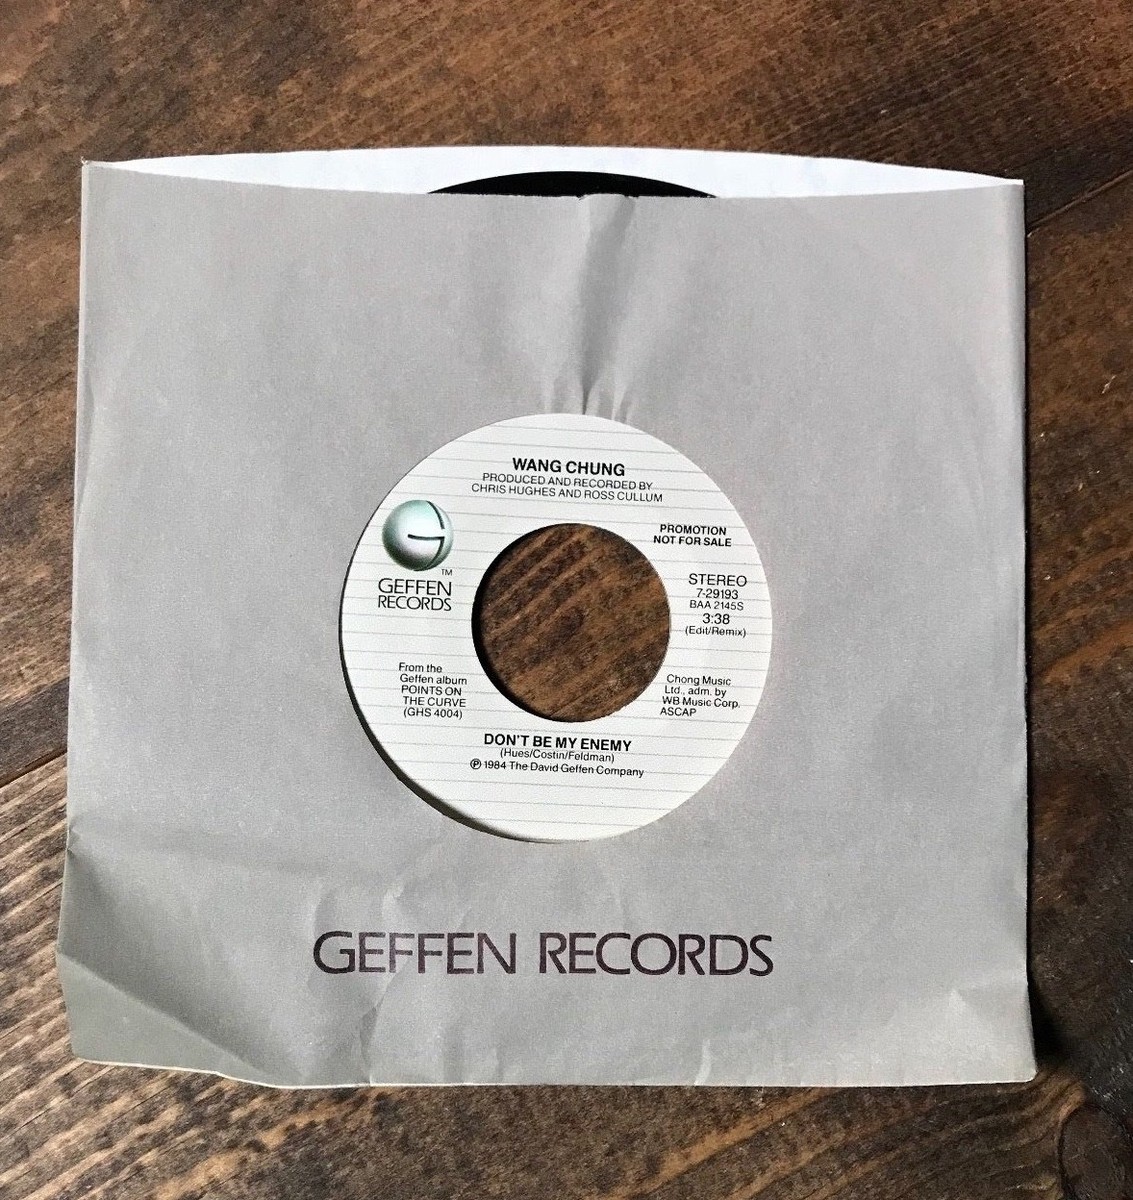 WANG CHUNG
PRODUCED AND RECORDED BY
CHRIS HUGHES AND ROSS CULLUM
PROMOTION
NOT FOR SALE
G
TM
GEFFEN
RECORDS
STEREO
7-29193
BAA 2145S
3:38
(Edit/Remix)
From the
Geffen album
POINTS ON
THE CURVE
(GHS 4004)
Chong Music
Ltd., adm. by
WB Music Corp.
ASCAP
DON'T BE MY ENEMY
(Hues/Costin/Feldman)
℗ 1984 The David Geffen Company
GEFFEN RECORDS